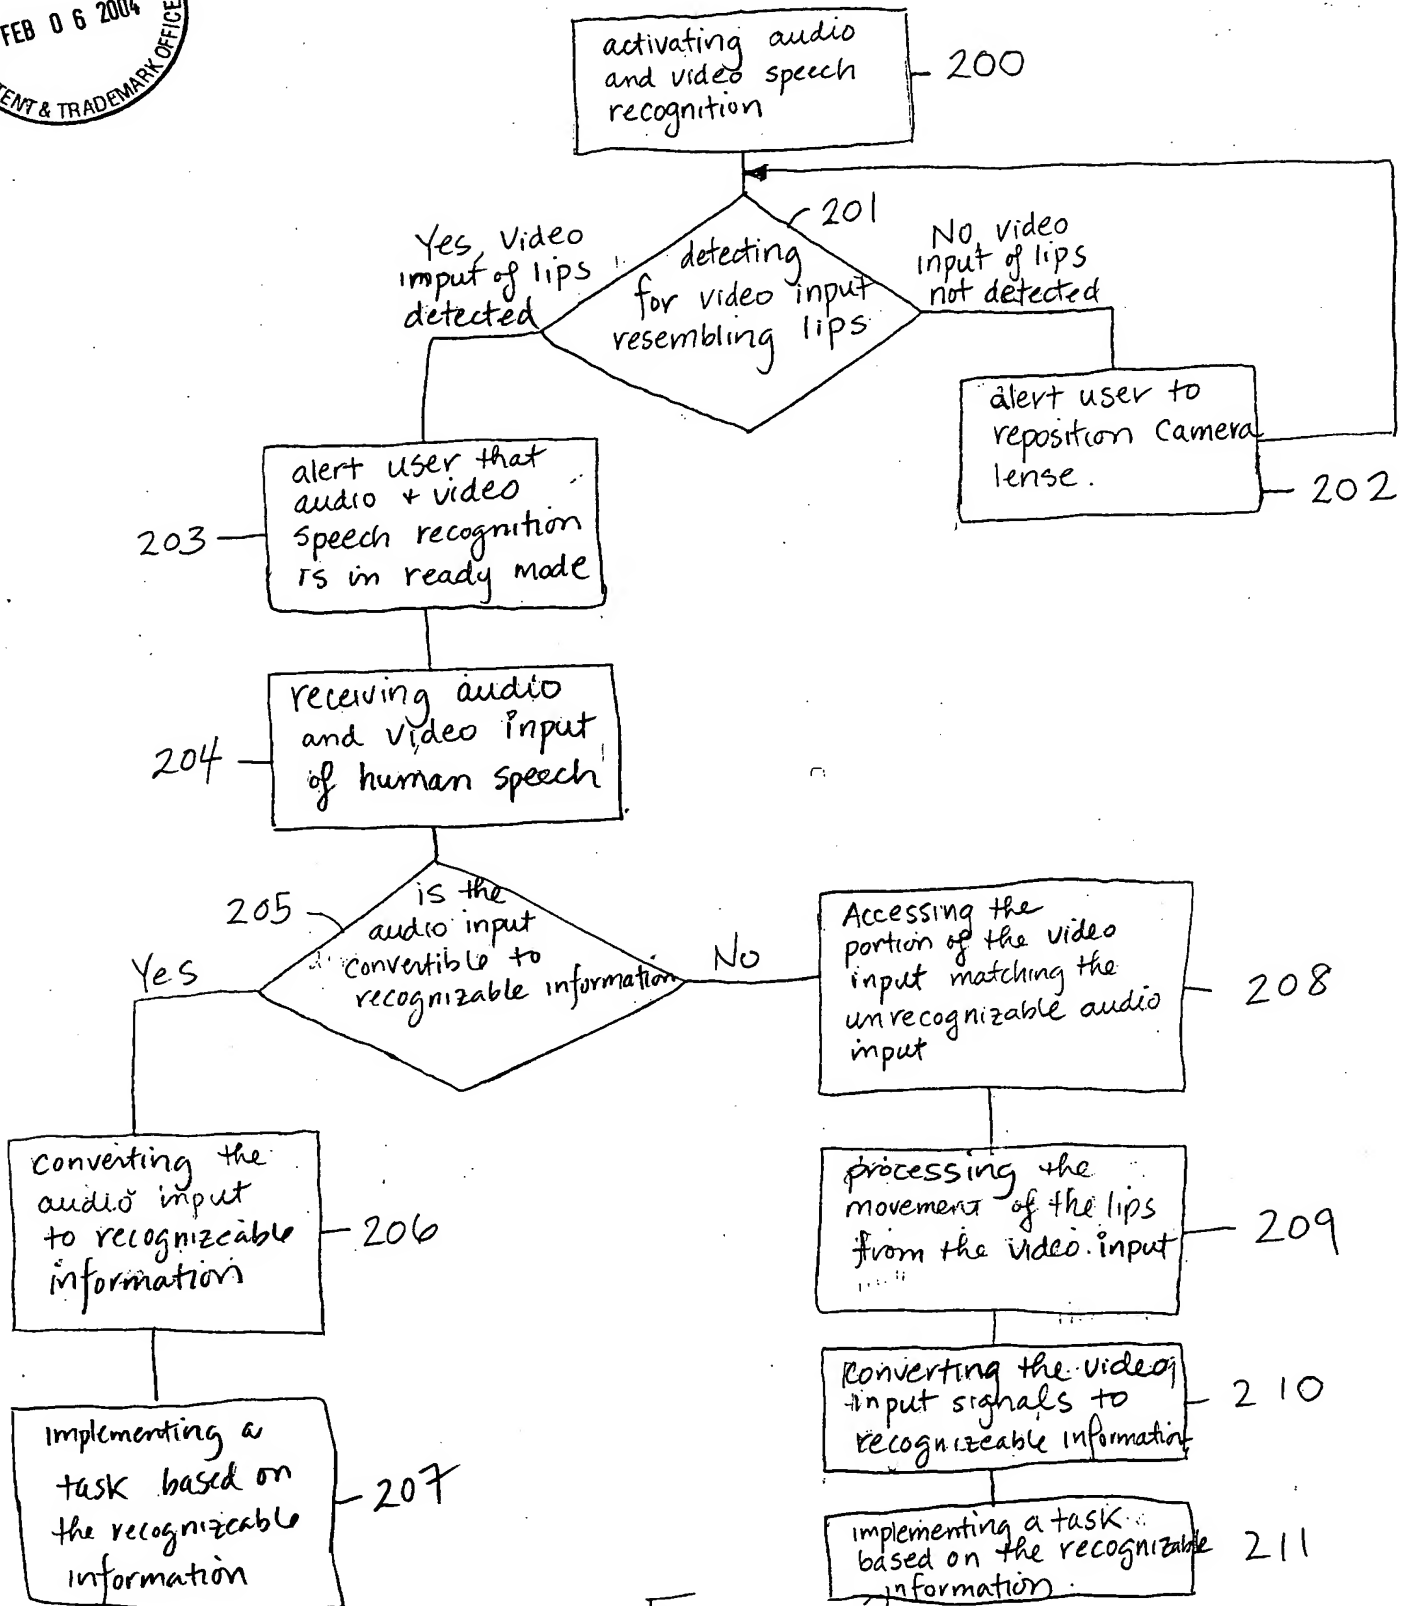 FEB 06 2004
TENT & TRADEMARK OFFICE
activating audio
and video speech
recognition
200
201
Yes, Video
input of lips
detected
detecting
for video input
resembling lips
No, video
input of lips
not detected
alert user to
reposition Camera
lense.
202
alert user that
audio + video
speech recognition
is in ready mode
203
receiving audio
and video input
of human speech
204
205
is the
audio input
convertible to
recognizable information
Yes
No
Accessing the
portion of the video
input matching the
unrecognizable audio
input
208
converting the
audio input
to recognizeable
information
206
processing the
movement of the lips
from the video input
209
converting the video
input signals to
recognizeable information
210
implementing a
task based on
the recognizeable
information
207
implementing a task
based on the recognizable
information.
211